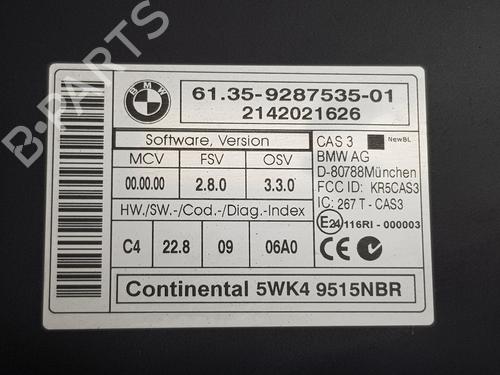 B-PARTS
BMW
61.35-9287535-01
2142021626
Software, Version
MCV FSV OSV
00.00.00 2.8.0 3.3.0
HW./SW.-/Cod.-/Diag.-Index
C4 22.8 09 06A0
CAS 3 NewBL
BMW AG
D-80788München
FCC ID: KR5CAS3
IC: 267 T - CAS3
E24 116RI - 000003
CE
Continental 5WK4 9515NBR